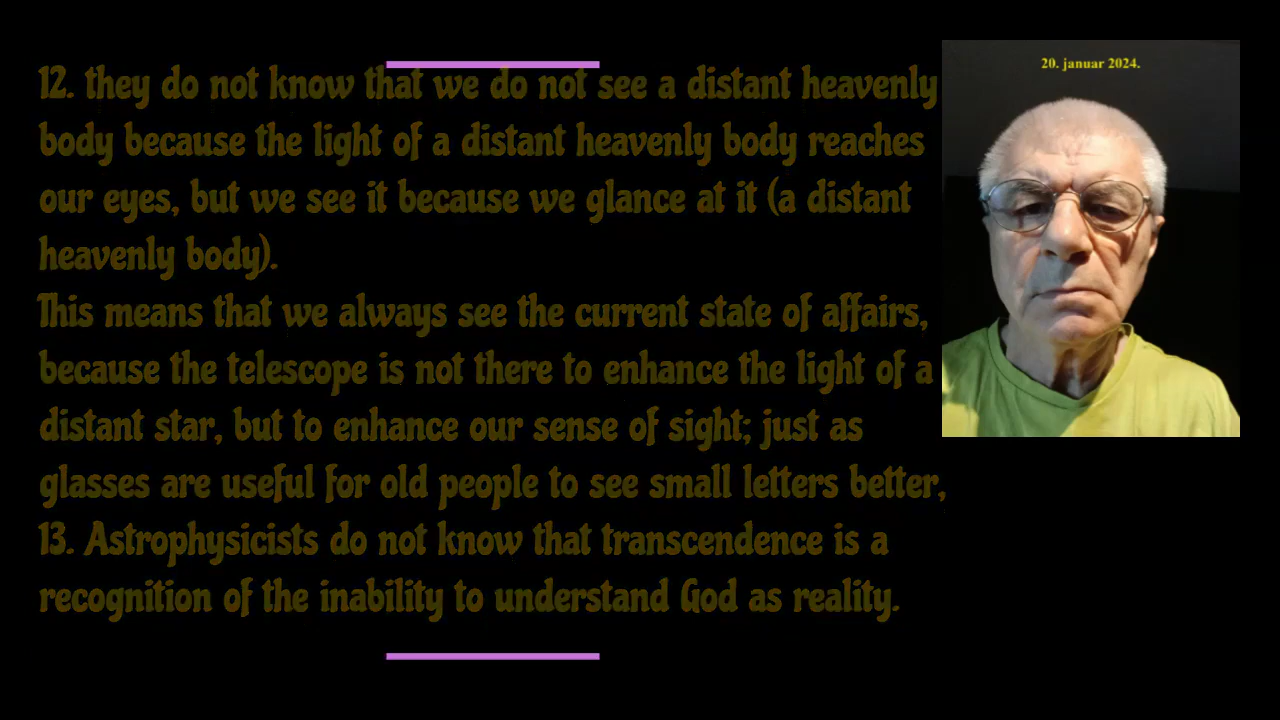 12. they do not know that we do not see a distant heavenly
body because the light of a distant heavenly body reaches
our eyes, but we see it because we glance at it (a distant
heavenly body).
This means that we always see the current state of affairs,
because the telescope is not there to enhance the light of a
distant star, but to enhance our sense of sight; just as
glasses are useful for old people to see small letters better,
13. Astrophysicists do not know that transcendence is a
recognition of the inability to understand God as reality.
20. januar 2024.